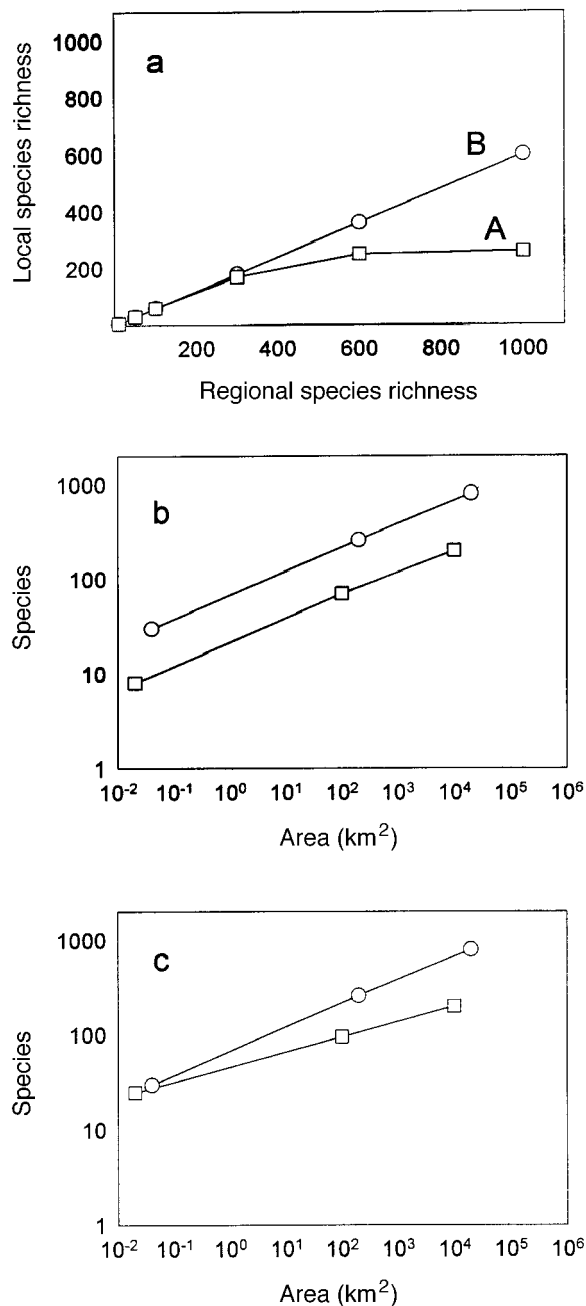 a
Local species richness
1000
800
600
400
200
B
A
200 400 600 800 1000
Regional species richness
b
Species
1000
100
10
1
10-2 10-1 100 101 102 103 104 105 106
Area (km2)
c
Species
1000
100
10
1
10-2 10-1 100 101 102 103 104 105 106
Area (km2)